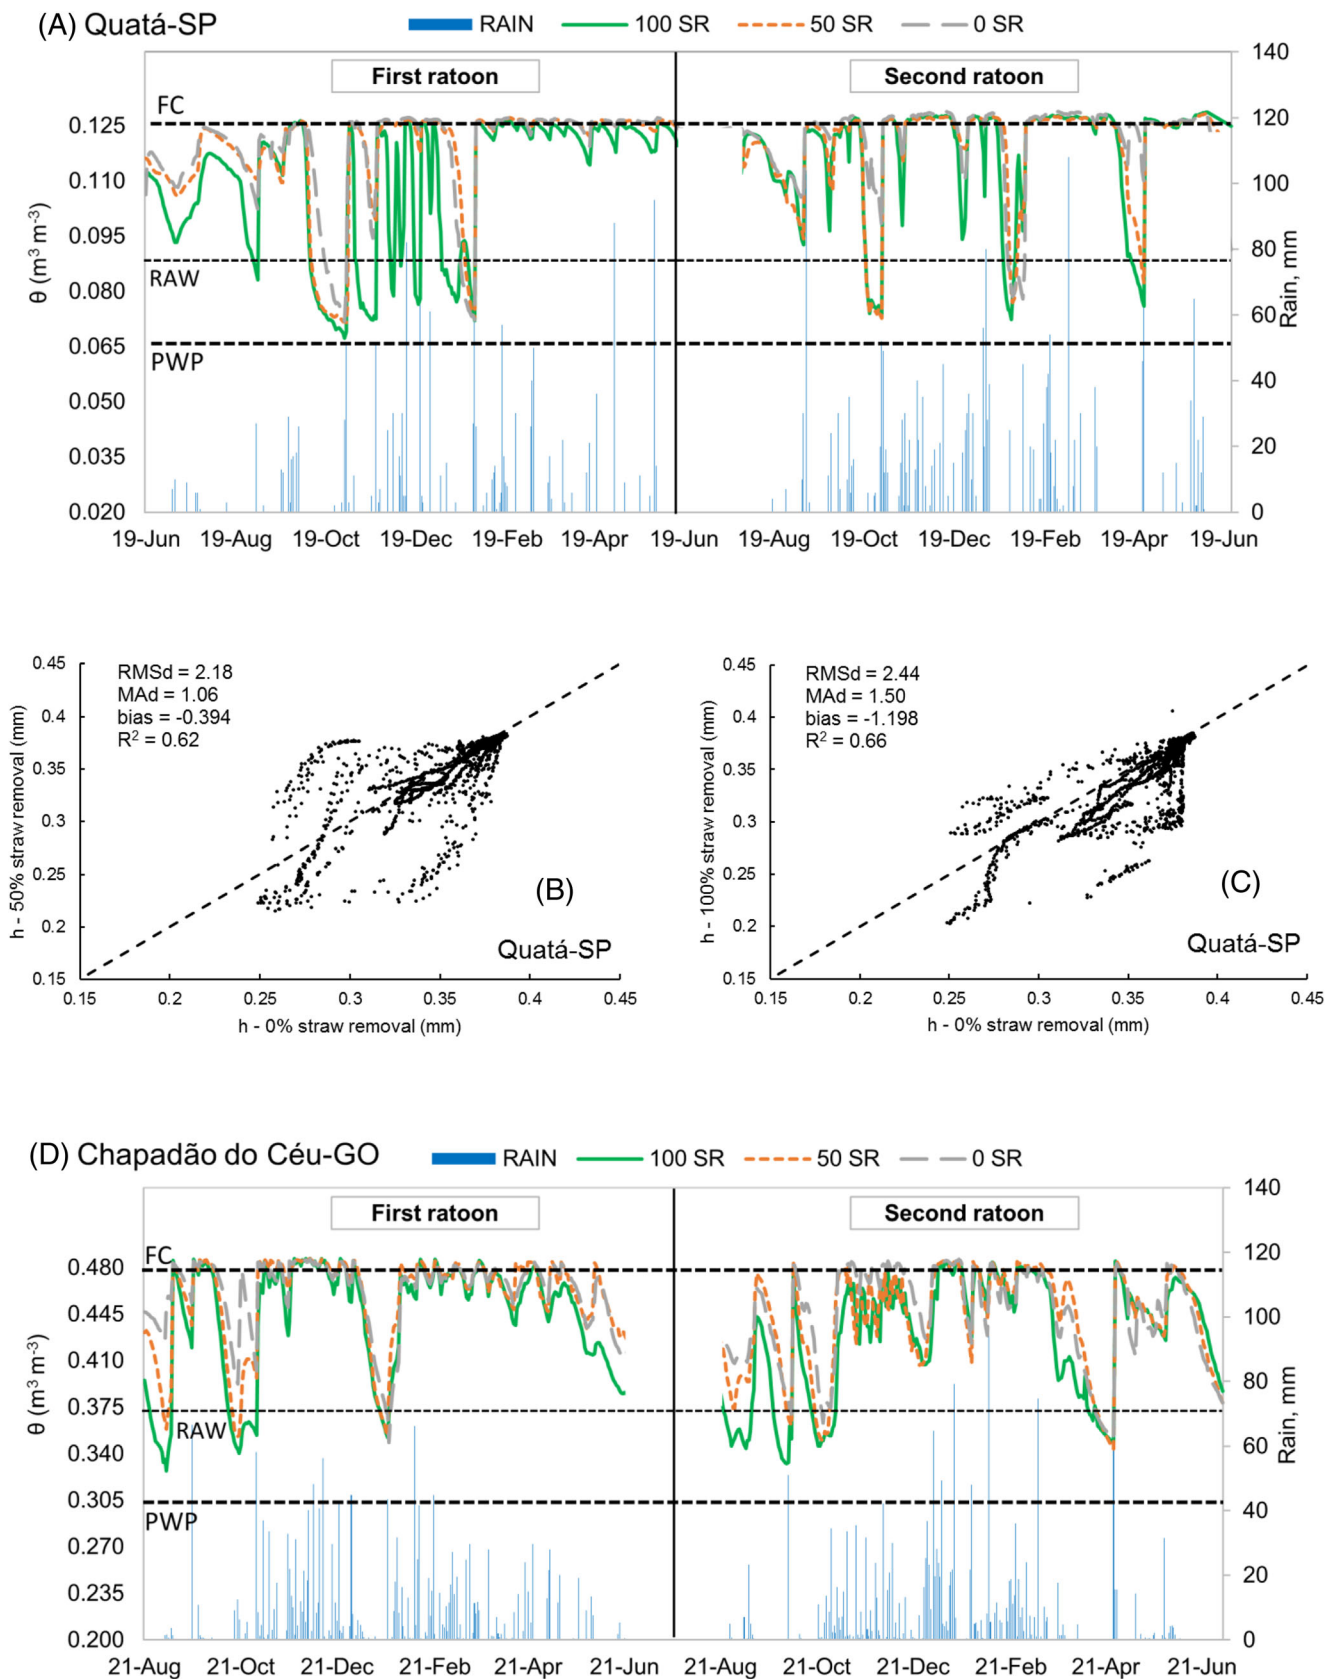 (A) Quatá-SP
RAIN 100 SR 50 SR 0 SR
First ratoon Second ratoon
FC
RAW
PWP
θ (m³ m⁻³)
0.125
0.110
0.095
0.080
0.065
0.050
0.035
0.020
140
120
100
80
60
40
20
0
Rain, mm
19-Jun 19-Aug 19-Oct 19-Dec 19-Feb 19-Apr 19-Jun 19-Aug 19-Oct 19-Dec 19-Feb 19-Apr 19-Jun
RMSd = 2.18
MAd = 1.06
bias = -0.394
R² = 0.62
h - 50% straw removal (mm)
0.45
0.4
0.35
0.3
0.25
0.2
0.15
(B)
Quatá-SP
0.15 0.2 0.25 0.3 0.35 0.4 0.45
h - 0% straw removal (mm)
RMSd = 2.44
MAd = 1.50
bias = -1.198
R² = 0.66
h - 100% straw removal (mm)
0.45
0.4
0.35
0.3
0.25
0.2
0.15
(C)
Quatá-SP
0.15 0.2 0.25 0.3 0.35 0.4 0.45
h - 0% straw removal (mm)
(D) Chapadão do Céu-GO
RAIN 100 SR 50 SR 0 SR
First ratoon Second ratoon
FC
RAW
PWP
θ (m³ m⁻³)
0.480
0.445
0.410
0.375
0.340
0.305
0.270
0.235
0.200
140
120
100
80
60
40
20
0
Rain, mm
21-Aug 21-Oct 21-Dec 21-Feb 21-Apr 21-Jun 21-Aug 21-Oct 21-Dec 21-Feb 21-Apr 21-Jun